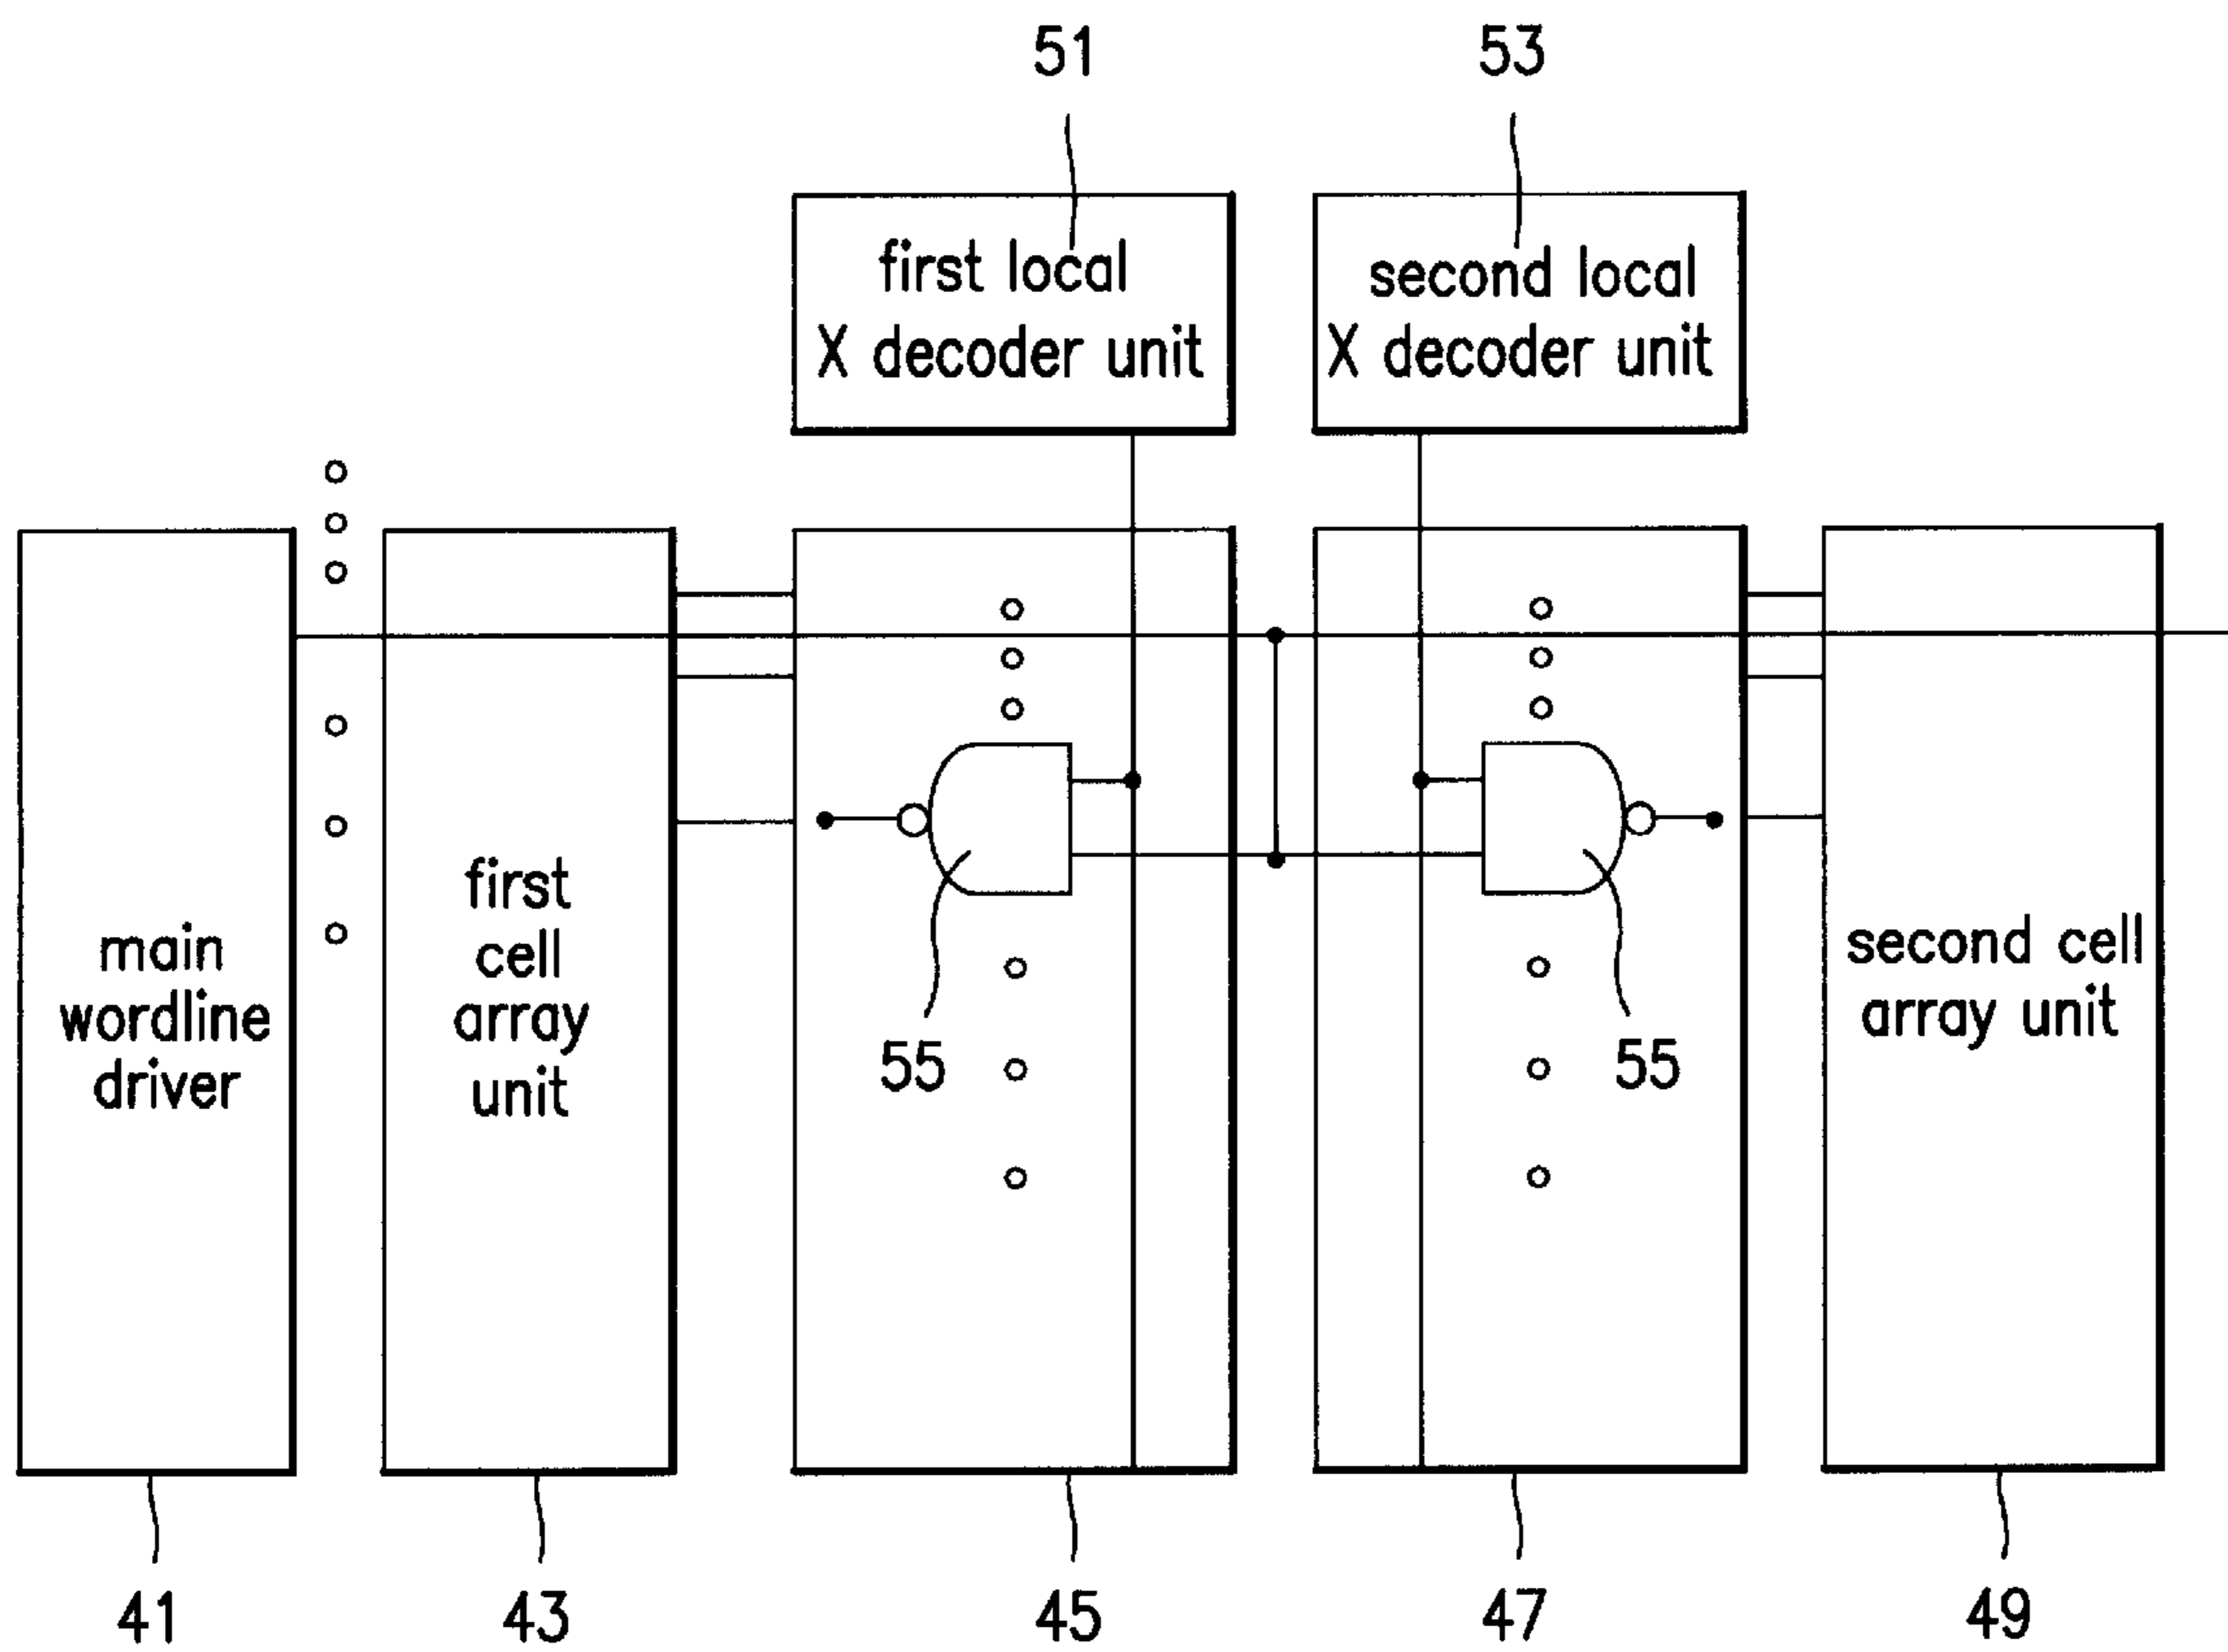 51
53
first local
X decoder unit
second local
X decoder unit
main
wordline
driver
first
cell
array
unit
55
55
second cell
array unit
41
43
45
47
49